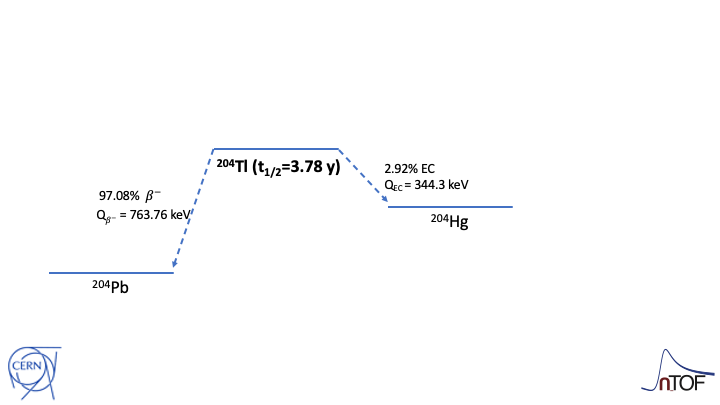 ²⁰⁴Tl (t₁/₂=3.78 y)
2.92% EC
Q_EC = 344.3 keV
97.08% β⁻
Q_β⁻ = 763.76 keV
²⁰⁴Hg
²⁰⁴Pb
CERN
nTOF